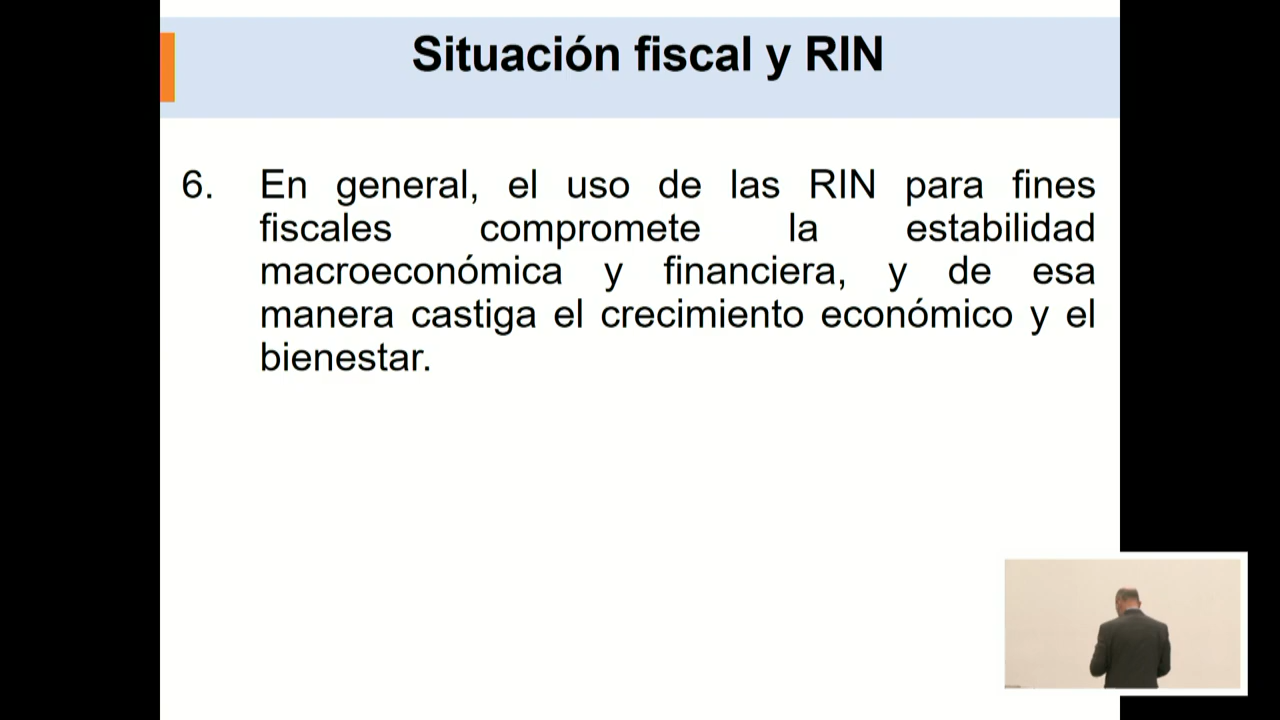 Situación fiscal y RIN
6. En general, el uso de las RIN para fines
fiscales compromete la estabilidad
macroeconómica y financiera, y de esa
manera castiga el crecimiento económico y el
bienestar.